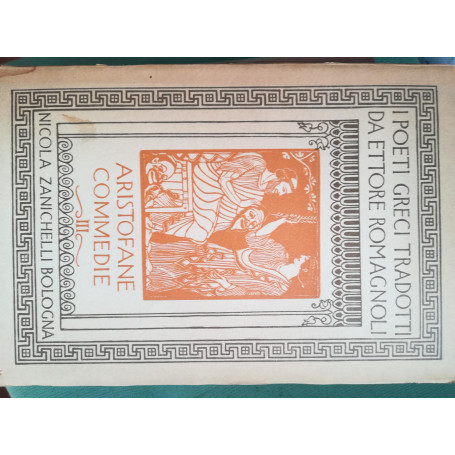 I POETI GRECI TRADOTTI
DA ETTORE ROMAGNOLI
ARISTOFANE
COMMEDIE
III
NICOLA ZANICHELLI BOLOGNA